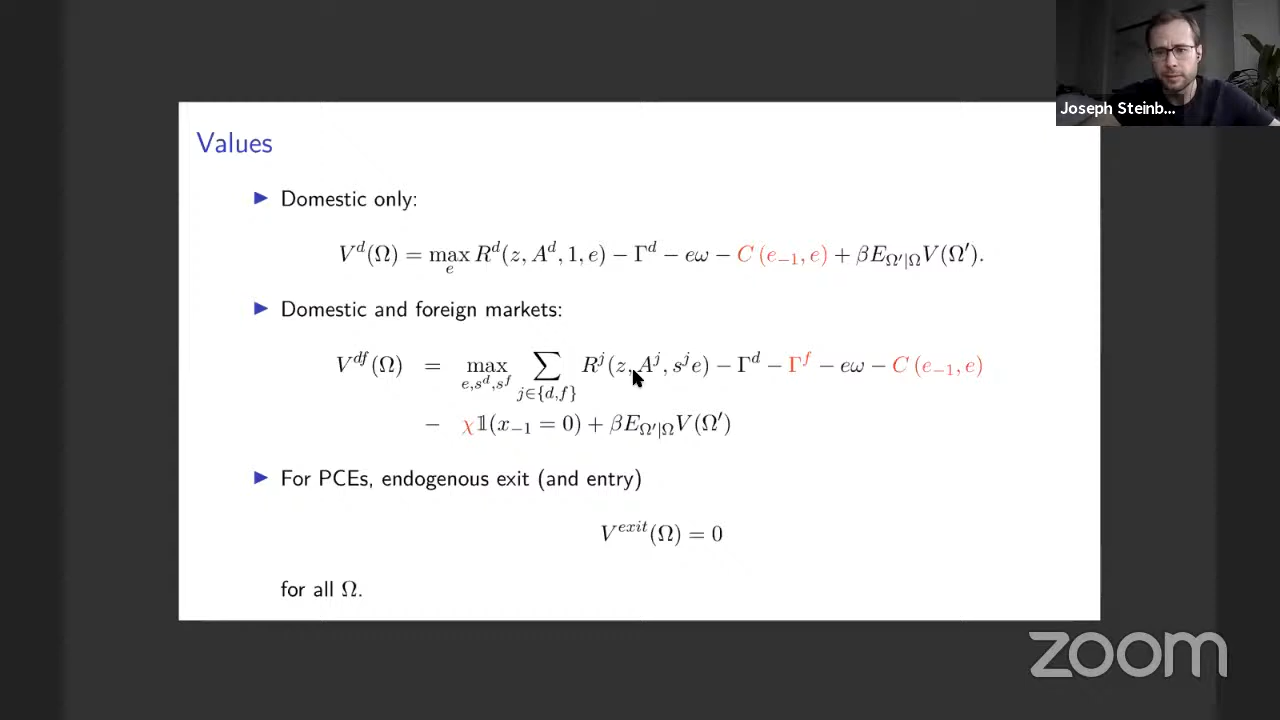 Joseph Steinb...
Values
▶ Domestic only:
V^d(Ω) = max_e R^d(z, A^d, 1, e) − Γ^d − eω − C (e_{−1}, e) + βE_{Ω′|Ω}V(Ω′).
▶ Domestic and foreign markets:
V^{df}(Ω) = max_{e,s^d,s^f} ∑_{j∈{d,f}} R^j(z, A^j, s^j e) − Γ^d − Γ^f − eω − C (e_{−1}, e)
− χ𝟙(x_{−1} = 0) + βE_{Ω′|Ω}V(Ω′)
▶ For PCEs, endogenous exit (and entry)
V^{exit}(Ω) = 0
for all Ω.
zoom